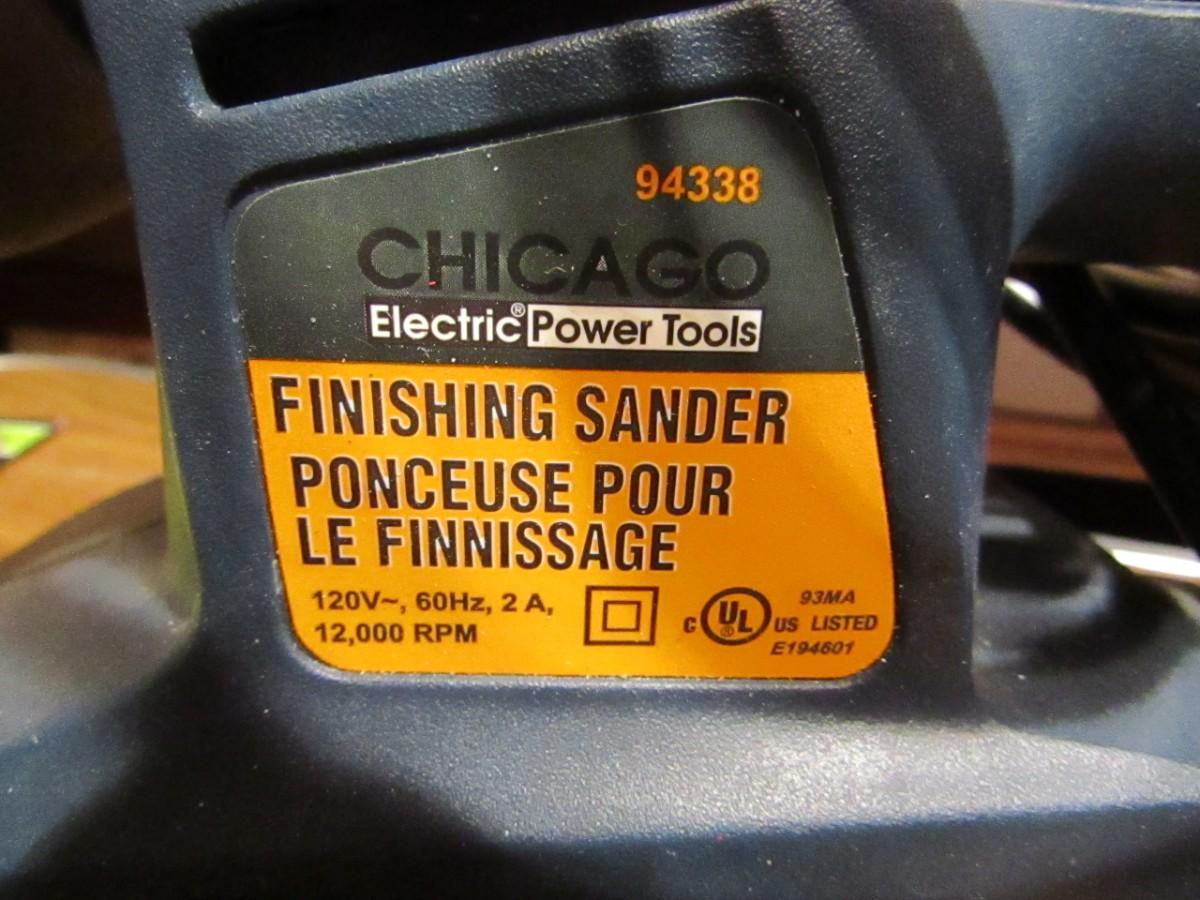 94338
CHICAGO
Electric® Power Tools
FINISHING SANDER
PONCEUSE POUR
LE FINNISSAGE
120V~, 60Hz, 2 A,
12,000 RPM
C UL® US LISTED
93MA
E194601